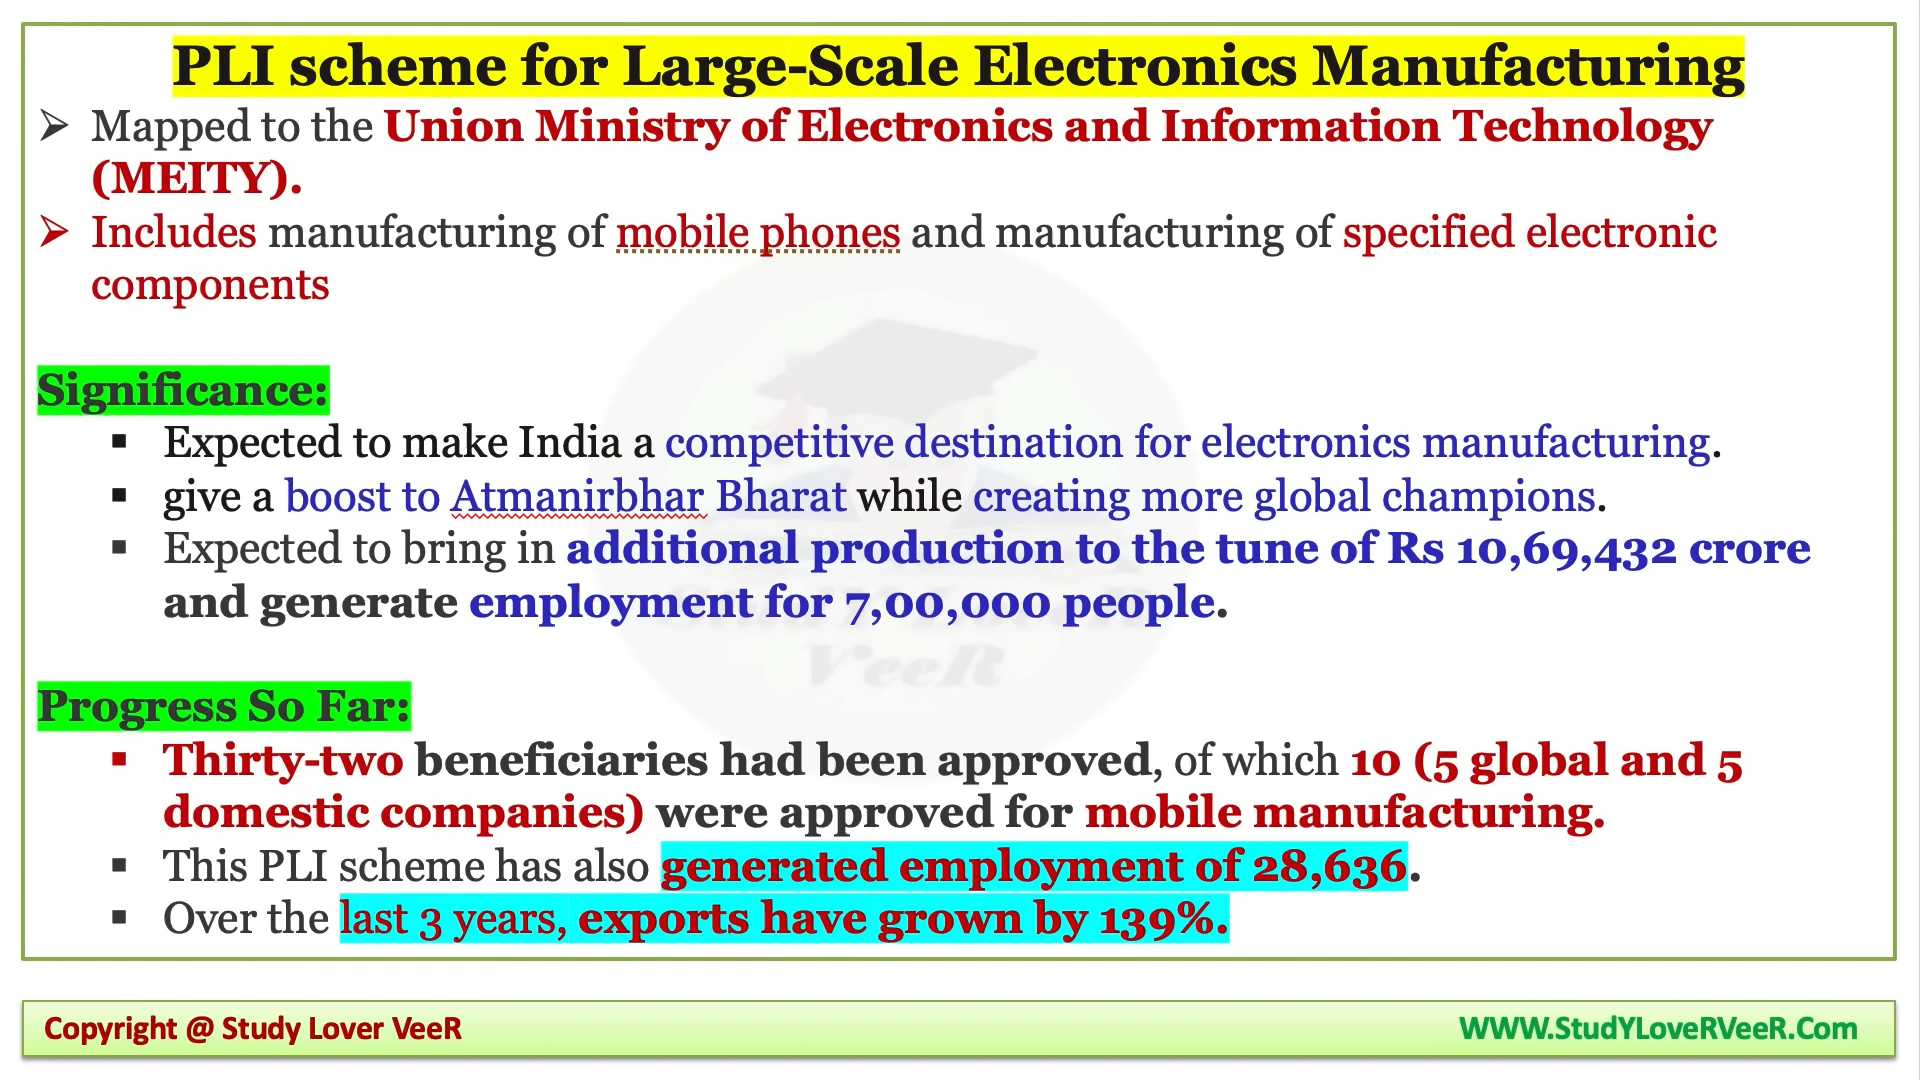 PLI scheme for Large-Scale Electronics Manufacturing
➢ Mapped to the Union Ministry of Electronics and Information Technology
(MEITY).
➢ Includes manufacturing of mobile phones and manufacturing of specified electronic
components
Significance:
▪ Expected to make India a competitive destination for electronics manufacturing.
▪ give a boost to Atmanirbhar Bharat while creating more global champions.
▪ Expected to bring in additional production to the tune of Rs 10,69,432 crore
and generate employment for 7,00,000 people.
VeeR
Progress So Far:
▪ Thirty-two beneficiaries had been approved, of which 10 (5 global and 5
domestic companies) were approved for mobile manufacturing.
▪ This PLI scheme has also generated employment of 28,636.
▪ Over the last 3 years, exports have grown by 139%.
Copyright @ Study Lover VeeR
WWW.StudYLoveRVeeR.Com